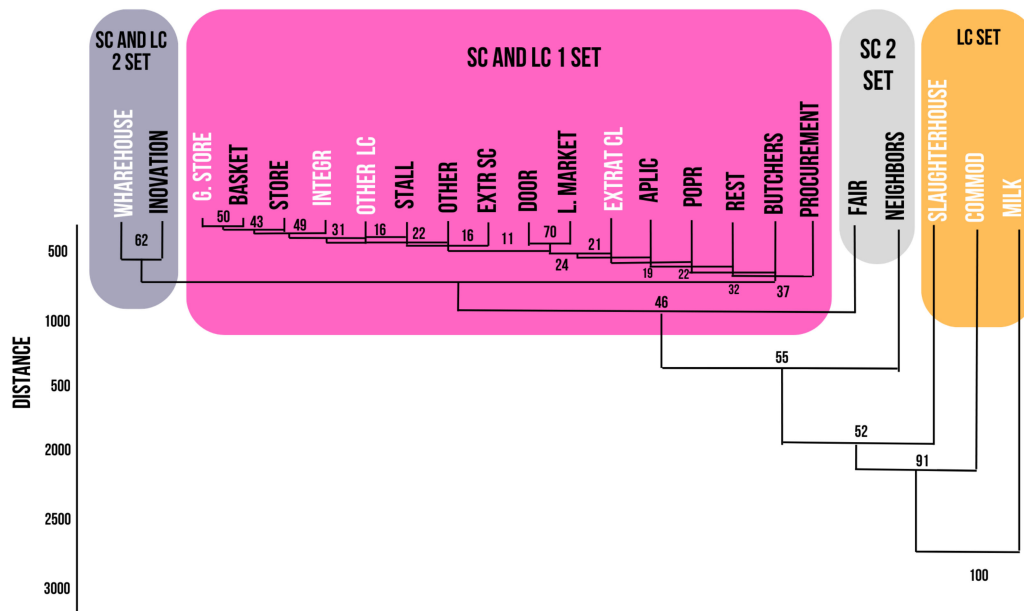 SC AND LC
2 SET
SC AND LC 1 SET
SC 2
SET
LC SET
WHAREHOUSE
INOVATION
G. STORE
BASKET
STORE
INTEGR
OTHER LC
STALL
OTHER
EXTR SC
DOOR
L. MARKET
EXTRAT CL
APLIC
POPR
REST
BUTCHERS
PROCUREMENT
FAIR
NEIGHBORS
SLAUGHTERHOUSE
COMMOD
MILK
50
43
49
31
16
22
16
11
70
24
21
19
22
32
37
62
46
55
52
91
100
DISTANCE
500
1000
500
2000
2500
3000